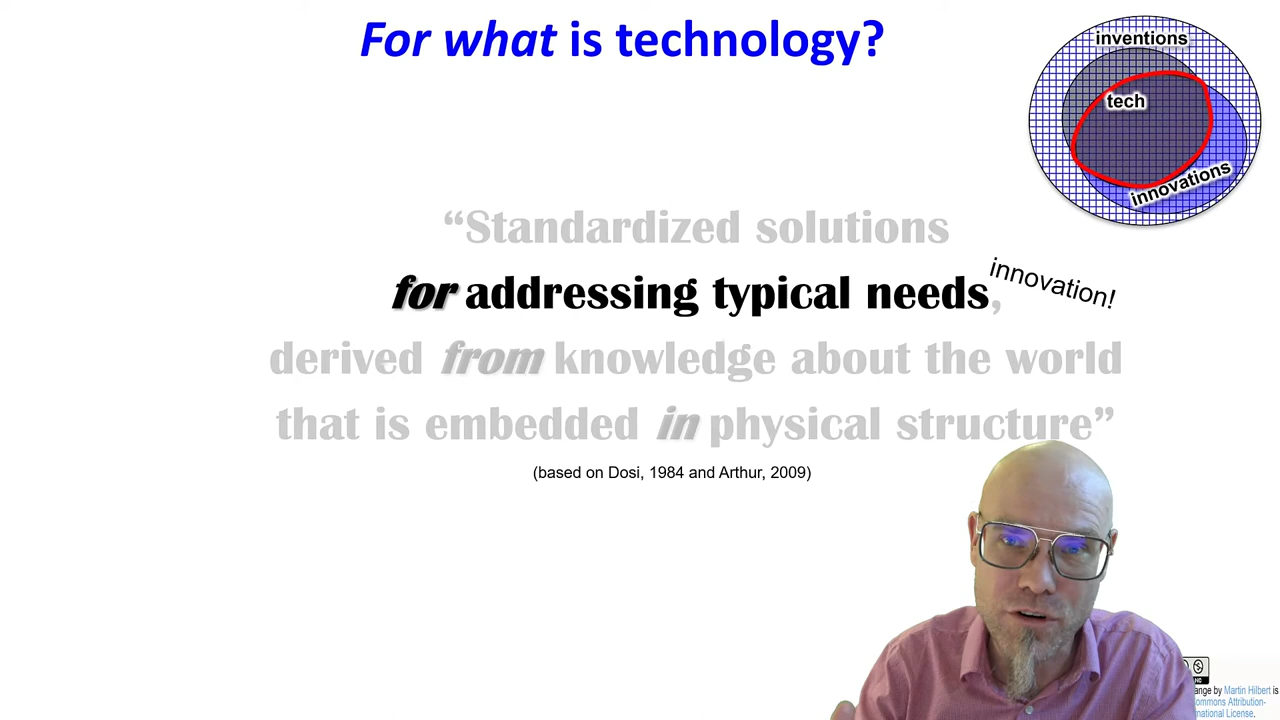 For what is technology?
inventions
tech
innovations
“Standardized solutions
for addressing typical needs,
innovation!
derived from knowledge about the world
that is embedded in physical structure”
(based on Dosi, 1984 and Arthur, 2009)
NC
by Martin Hilbert is
Attribution-
License.